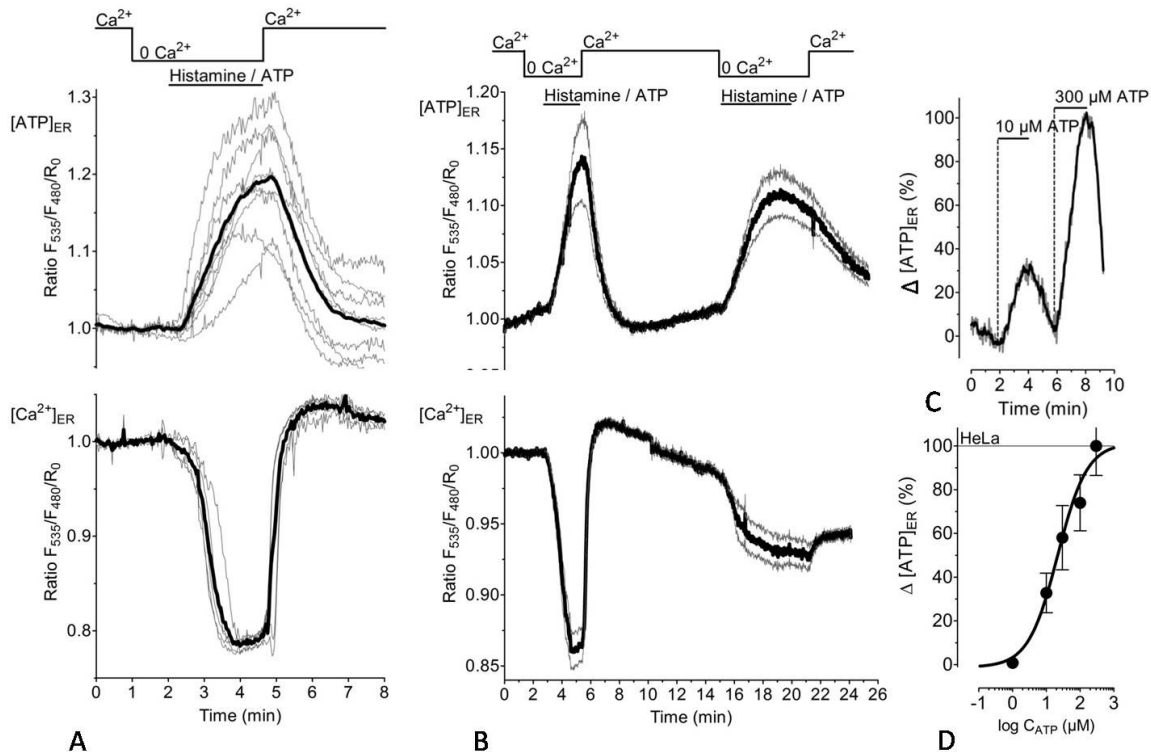 Ca²⁺ Ca²⁺
0 Ca²⁺
Histamine / ATP
[ATP]ER
Ratio F535/F480/R0
1.3
1.2
1.1
1.0
[Ca²⁺]ER
Ratio F535/F480/R0
1.0
0.9
0.8
0 1 2 3 4 5 6 7 8
Time (min)
A
Ca²⁺ Ca²⁺ Ca²⁺
0 Ca²⁺ 0 Ca²⁺
Histamine / ATP Histamine / ATP
[ATP]ER
Ratio F535/F480/R0
1.20
1.15
1.10
1.05
1.00
[Ca²⁺]ER
Ratio F535/F480/R0
1.00
0.95
0.90
0.85
0 2 4 6 8 10 12 14 16 18 20 22 24 26
Time (min)
B
300 µM ATP
10 µM ATP
Δ [ATP]ER (%)
100
80
60
40
20
0
0 2 4 6 8 10
Time (min)
C
HeLa
Δ [ATP]ER (%)
100
80
60
40
20
0
-1 0 1 2 3
log CATP (µM)
D